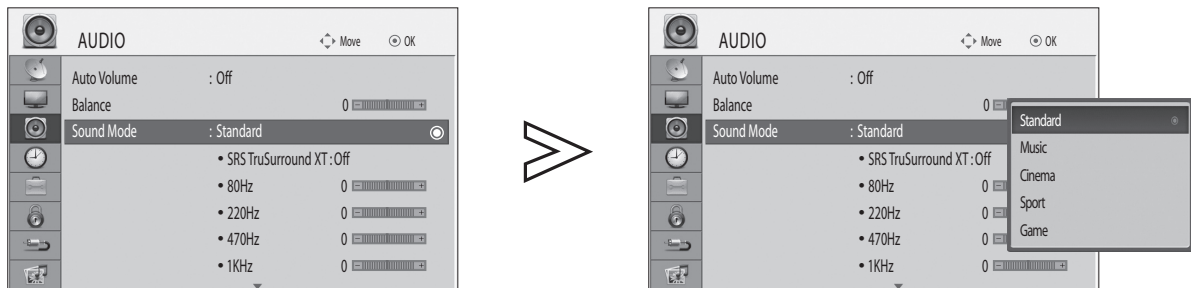 AUDIO Move OK
Auto Volume : Off
Balance 0 - +
Sound Mode : Standard
• SRS TruSurround XT : Off
• 80Hz 0 - +
• 220Hz 0 - +
• 470Hz 0 - +
• 1KHz 0 - +
AUDIO Move OK
Auto Volume : Off
Balance 0 -
Sound Mode : Standard
• SRS TruSurround XT : Off
• 80Hz 0 -
• 220Hz 0 -
• 470Hz 0 -
• 1KHz 0 - +
Standard
Music
Cinema
Sport
Game